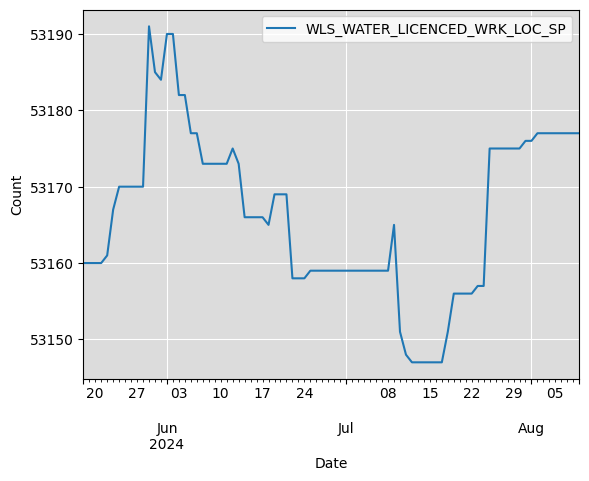 WLS_WATER_LICENCED_WRK_LOC_SP
53190
53180
53170
53160
53150
Count
20 27 03 10 17 24 08 15 22 29 05
Jun Jul Aug
2024
Date